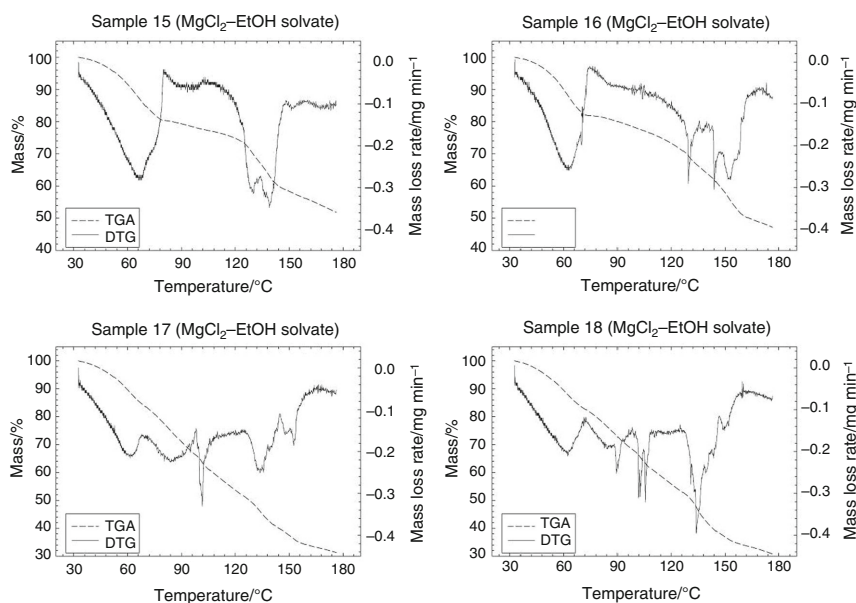 Sample 15 (MgCl₂–EtOH solvate)
100
90
80
70
60
50
40
Mass/%
0.0
−0.1
−0.2
−0.3
−0.4
Mass loss rate/mg min⁻¹
TGA
DTG
30 60 90 120 150 180
Temperature/°C
Sample 16 (MgCl₂–EtOH solvate)
100
90
80
70
60
50
40
Mass/%
0.0
−0.1
−0.2
−0.3
−0.4
Mass loss rate/mg min⁻¹
30 60 90 120 150 180
Temperature/°C
Sample 17 (MgCl₂–EtOH solvate)
100
90
80
70
60
50
40
30
Mass/%
0.0
−0.1
−0.2
−0.3
−0.4
Mass loss rate/mg min⁻¹
TGA
DTG
30 60 90 120 150 180
Temperature/°C
Sample 18 (MgCl₂–EtOH solvate)
100
90
80
70
60
50
40
30
Mass/%
0.0
−0.1
−0.2
−0.3
−0.4
Mass loss rate/mg min⁻¹
TGA
DTG
30 60 90 120 150 180
Temperature/°C